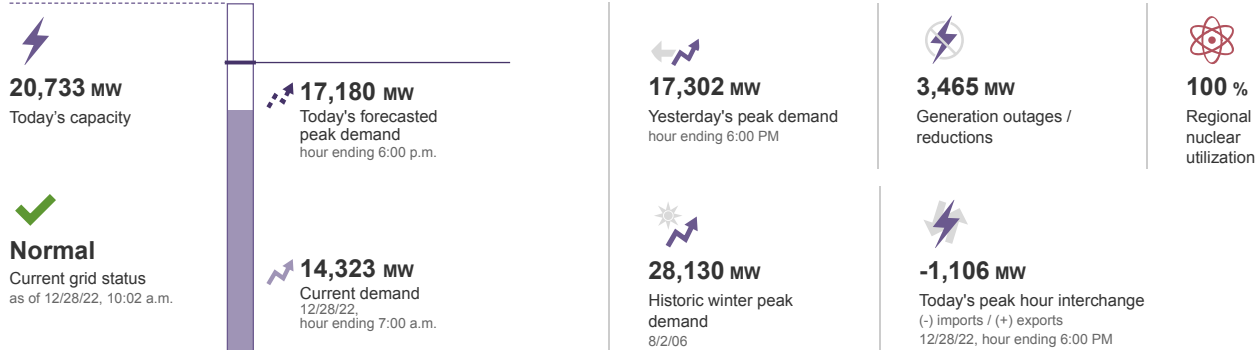 20,733 MW
Today's capacity
Normal
Current grid status
as of 12/28/22, 10:02 a.m.
17,180 MW
Today's forecasted
peak demand
hour ending 6:00 p.m.
14,323 MW
Current demand
12/28/22,
hour ending 7:00 a.m.
17,302 MW
Yesterday's peak demand
hour ending 6:00 PM
28,130 MW
Historic winter peak
demand
8/2/06
3,465 MW
Generation outages /
reductions
-1,106 MW
Today's peak hour interchange
(-) imports / (+) exports
12/28/22, hour ending 6:00 PM
100 %
Regional
nuclear
utilization